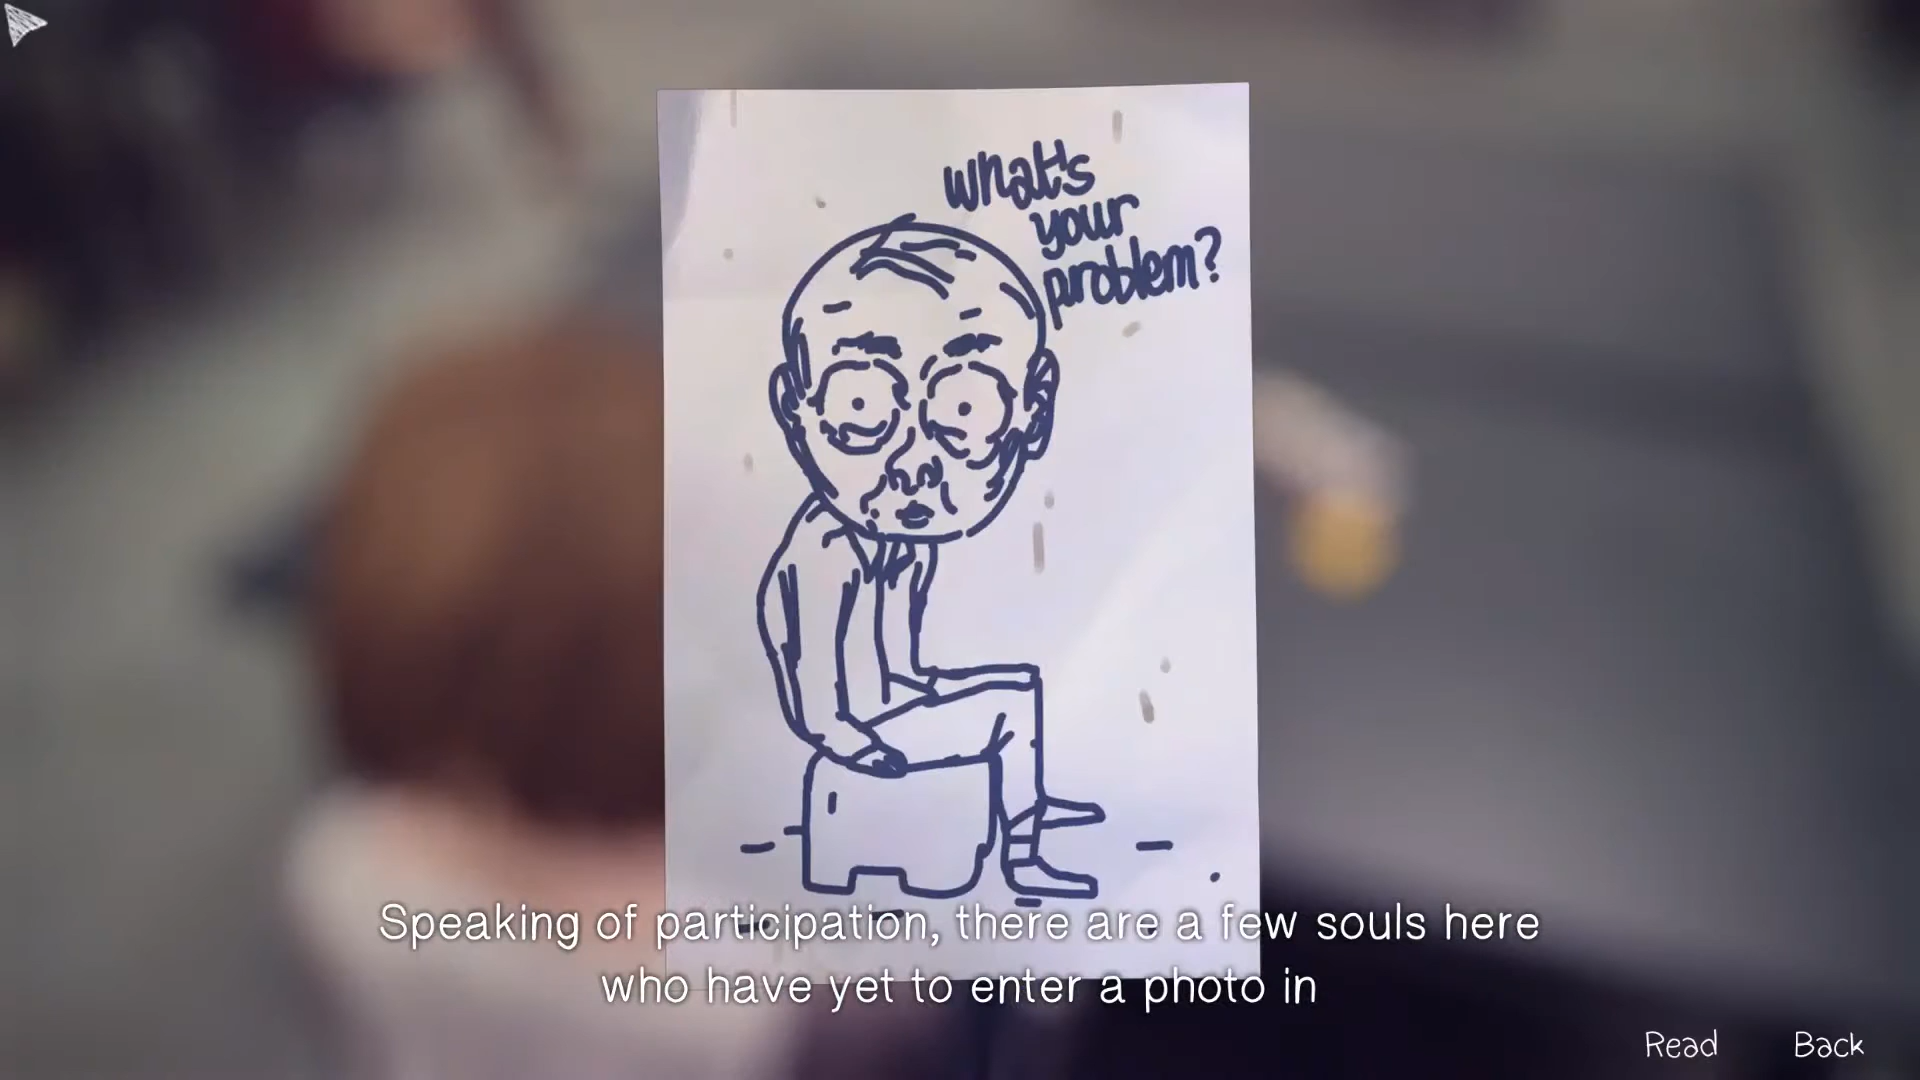 what's
your
problem?
Speaking of participation, there are a few souls here
who have yet to enter a photo in
Read Back